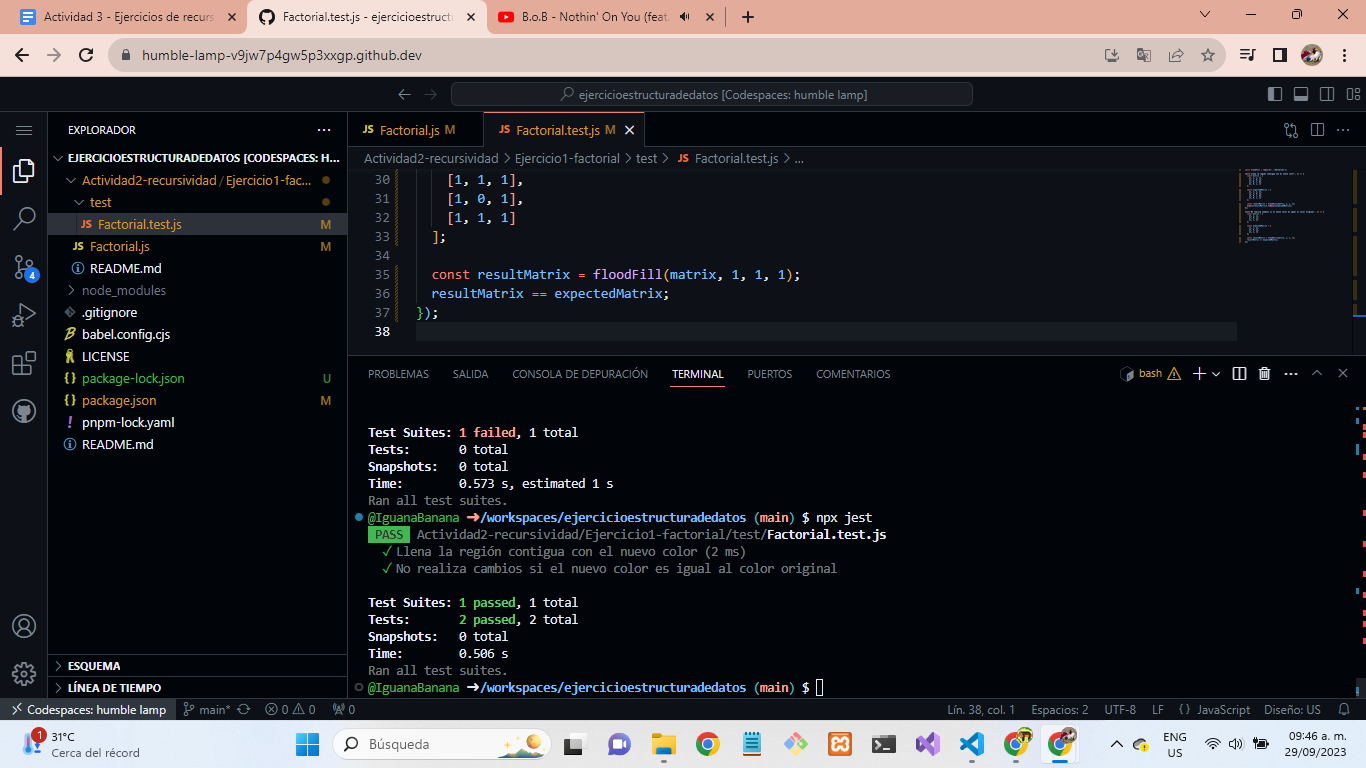 Actividad 3 - Ejercicios de recurs
Factorial.test.js - ejercicioestructu
B.o.B - Nothin' On You (feat.
humble-lamp-v9jw7p4gw5p3xxgp.github.dev
ejercicioestructuradedatos [Codespaces: humble lamp]
EXPLORADOR
EJERCICIOESTRUCTURADEDATOS [CODESPACES: H...
Actividad2-recursividad / Ejercicio1-fac...
test
JS Factorial.test.js M
JS Factorial.js M
README.md
node_modules
.gitignore
babel.config.cjs
LICENSE
{} package-lock.json U
{} package.json M
! pnpm-lock.yaml
README.md
ESQUEMA
LÍNEA DE TIEMPO
4
JS Factorial.js M
JS Factorial.test.js M
Actividad2-recursividad > Ejercicio1-factorial > test > JS Factorial.test.js > ...
30 [1, 1, 1],
31 [1, 0, 1],
32 [1, 1, 1]
33 ];
34
35 const resultMatrix = floodFill(matrix, 1, 1, 1);
36 resultMatrix == expectedMatrix;
37 });
38
PROBLEMAS SALIDA CONSOLA DE DEPURACIÓN TERMINAL PUERTOS COMENTARIOS
bash
Test Suites: 1 failed, 1 total
Tests: 0 total
Snapshots: 0 total
Time: 0.573 s, estimated 1 s
Ran all test suites.
@IguanaBanana ➜/workspaces/ejercicioestructuradedatos (main) $ npx jest
PASS Actividad2-recursividad/Ejercicio1-factorial/test/Factorial.test.js
✓ Llena la región contigua con el nuevo color (2 ms)
✓ No realiza cambios si el nuevo color es igual al color original
Test Suites: 1 passed, 1 total
Tests: 2 passed, 2 total
Snapshots: 0 total
Time: 0.506 s
Ran all test suites.
@IguanaBanana ➜/workspaces/ejercicioestructuradedatos (main) $
Codespaces: humble lamp main* 0 0 0 Lín. 38, col. 1 Espacios: 2 UTF-8 LF {} JavaScript Diseño: US
1
31°C
Cerca del récord
Búsqueda
ENG
US
09:46 a. m.
29/09/2023